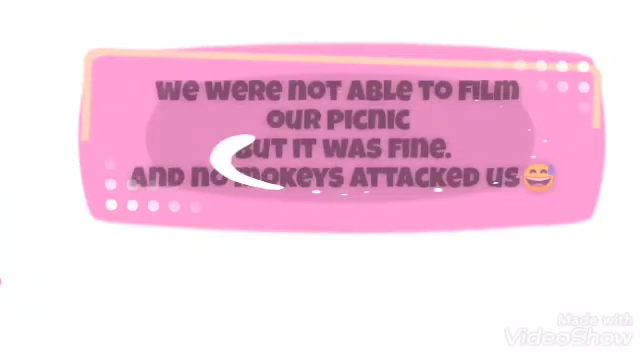 We were not able to film
our picnic
But it was fine.
And no mokeys attacked us😅
Made with
VideoShow